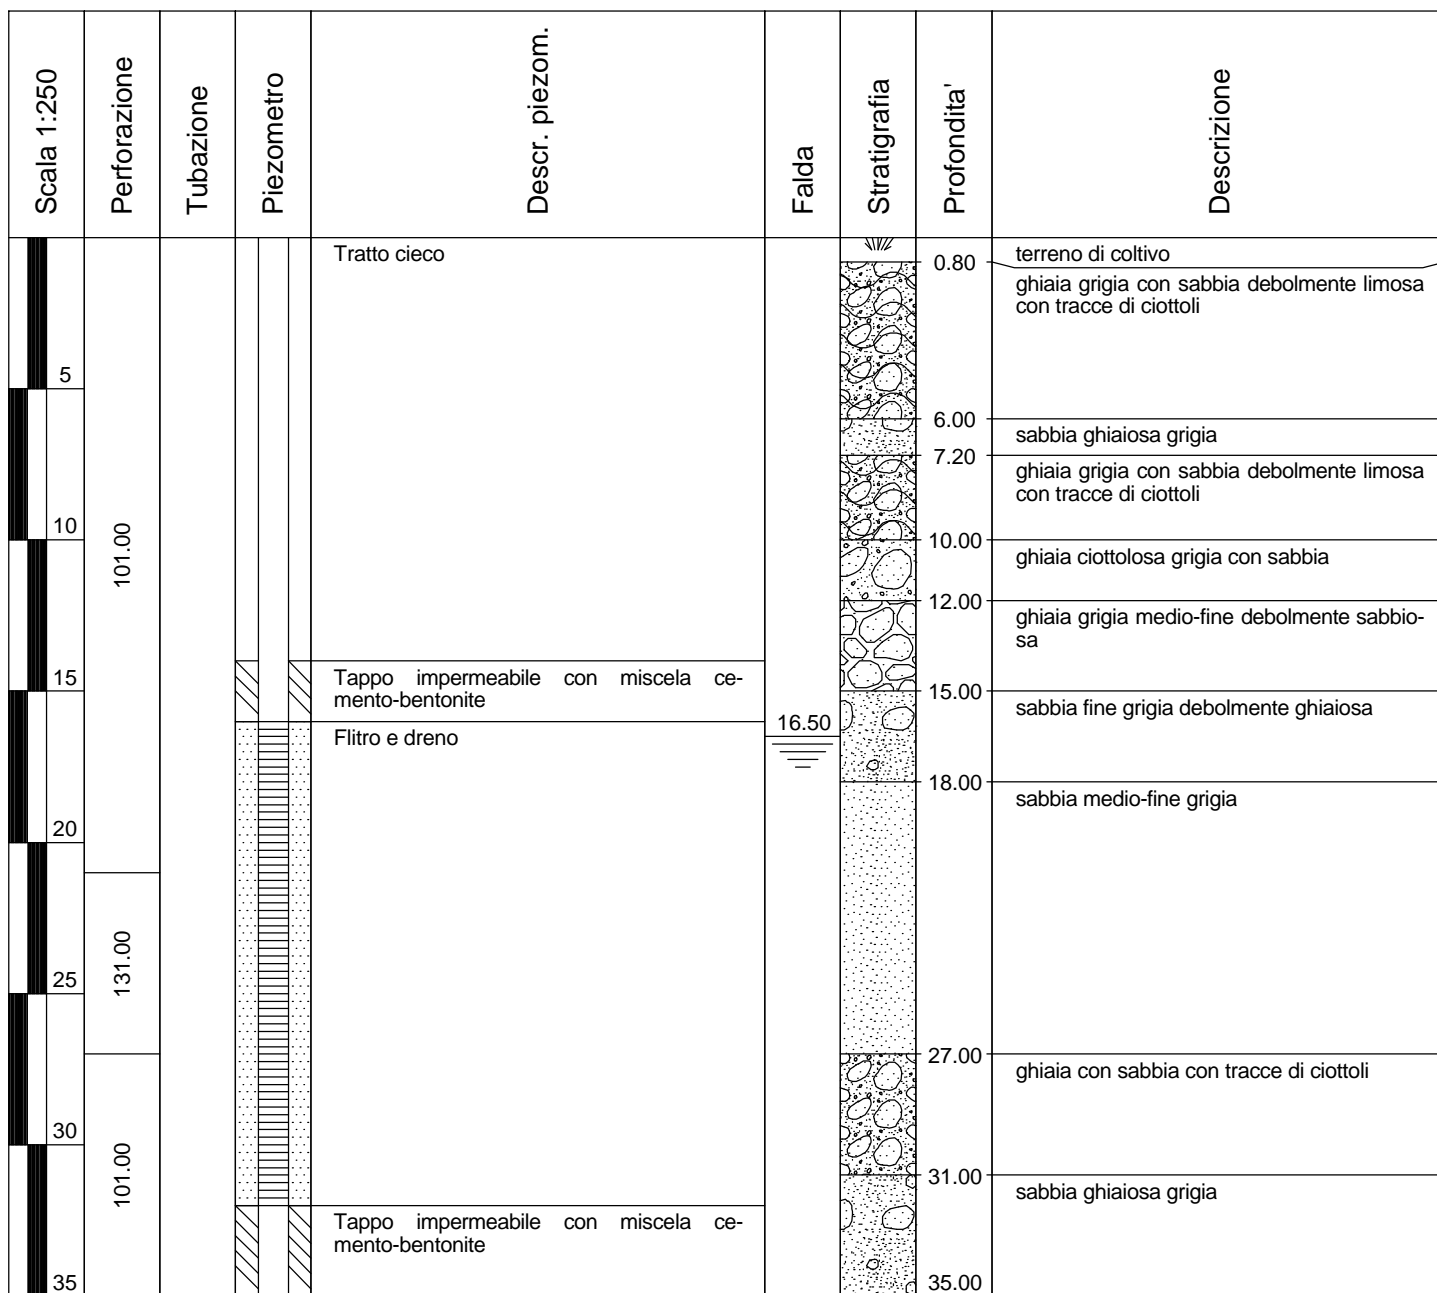 Scala 1:250
Perforazione
Tubazione
Piezometro
Descr. piezom.
Falda
Stratigrafia
Profondita'
Descrizione
Tratto cieco
0.80
terreno di coltivo
ghiaia grigia con sabbia debolmente limosa
con tracce di ciottoli
5
6.00
sabbia ghiaiosa grigia
7.20
ghiaia grigia con sabbia debolmente limosa
con tracce di ciottoli
10
101.00
10.00
ghiaia ciottolosa grigia con sabbia
12.00
ghiaia grigia medio-fine debolmente sabbio-
sa
Tappo impermeabile con miscela ce-
mento-bentonite
15
15.00
sabbia fine grigia debolmente ghiaiosa
16.50
Flitro e dreno
18.00
sabbia medio-fine grigia
20
131.00
25
27.00
ghiaia con sabbia con tracce di ciottoli
30
101.00
31.00
sabbia ghiaiosa grigia
Tappo impermeabile con miscela ce-
mento-bentonite
35
35.00